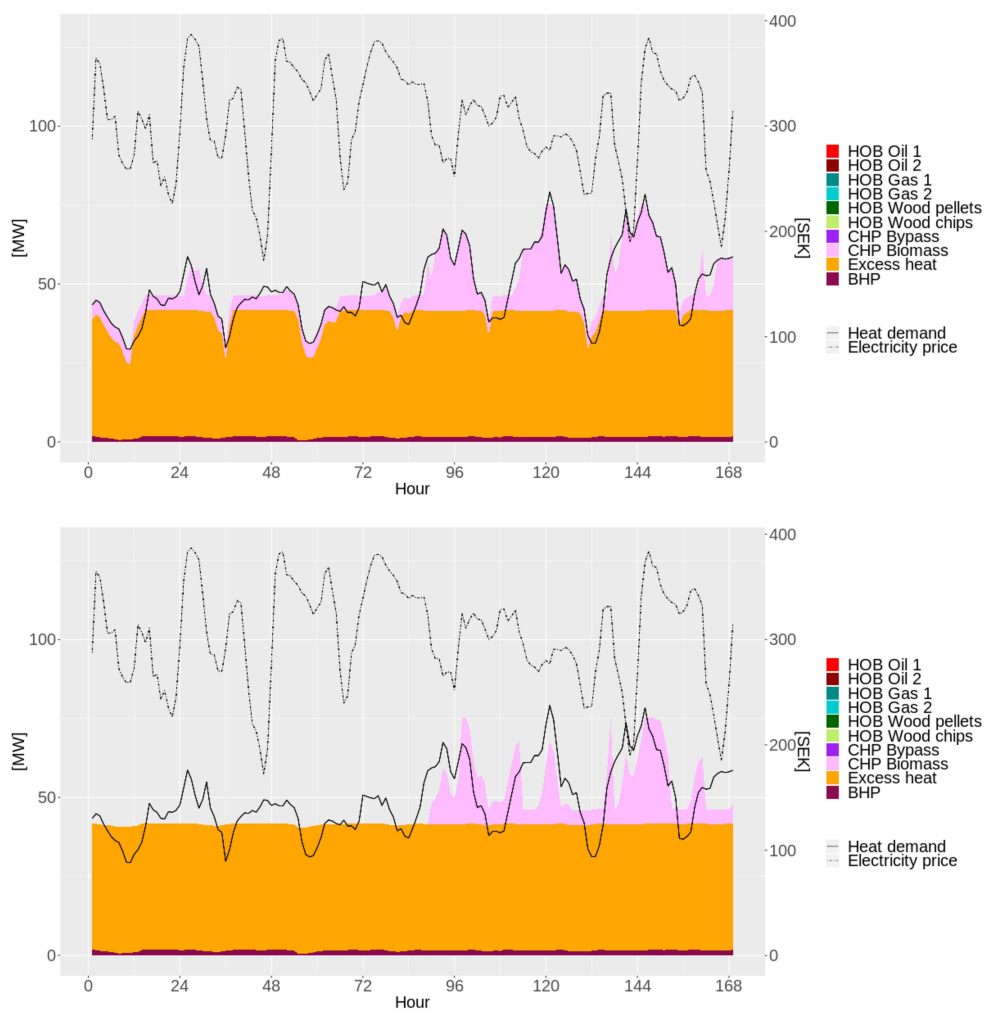 400
100
300
HOB Oil 1
HOB Oil 2
HOB Gas 1
HOB Gas 2
HOB Wood pellets
HOB Wood chips
CHP Bypass
CHP Biomass
Excess heat
BHP
[MW]
200
[SEK]
50
100
Heat demand
Electricity price
0
0
0 24 48 72 96 120 144 168
Hour
400
100
300
HOB Oil 1
HOB Oil 2
HOB Gas 1
HOB Gas 2
HOB Wood pellets
HOB Wood chips
CHP Bypass
CHP Biomass
Excess heat
BHP
[MW]
200
[SEK]
50
100
Heat demand
Electricity price
0
0
0 24 48 72 96 120 144 168
Hour